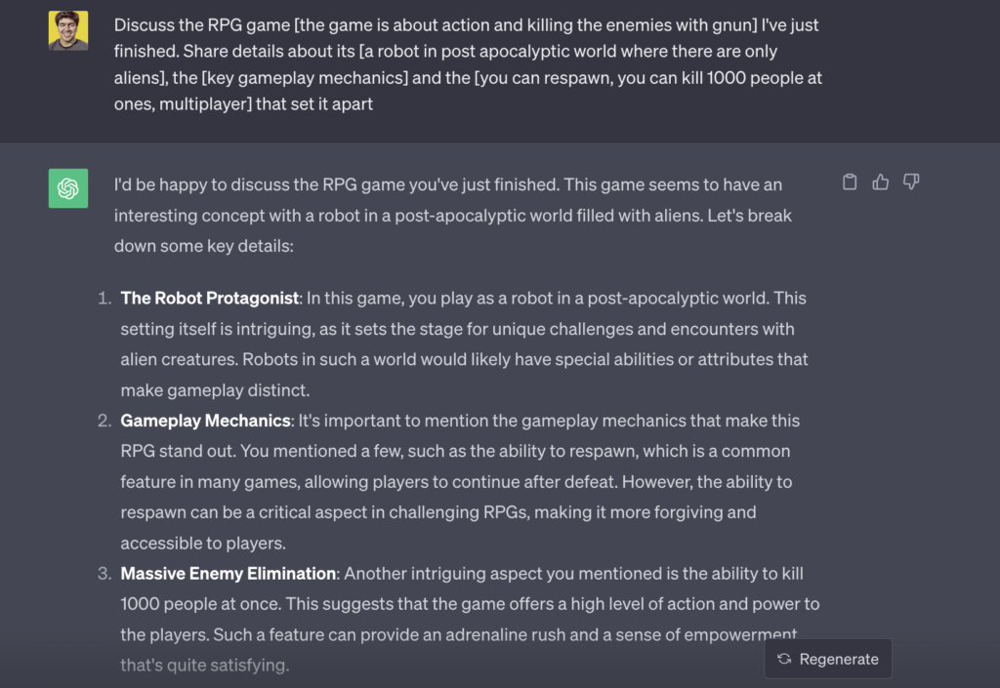 Discuss the RPG game [the game is about action and killing the enemies with gnun] I've just
finished. Share details about its [a robot in post apocalyptic world where there are only
aliens], the [key gameplay mechanics] and the [you can respawn, you can kill 1000 people at
ones, multiplayer] that set it apart
I'd be happy to discuss the RPG game you've just finished. This game seems to have an
interesting concept with a robot in a post-apocalyptic world filled with aliens. Let's break
down some key details:
1. The Robot Protagonist: In this game, you play as a robot in a post-apocalyptic world. This
setting itself is intriguing, as it sets the stage for unique challenges and encounters with
alien creatures. Robots in such a world would likely have special abilities or attributes that
make gameplay distinct.
2. Gameplay Mechanics: It's important to mention the gameplay mechanics that make this
RPG stand out. You mentioned a few, such as the ability to respawn, which is a common
feature in many games, allowing players to continue after defeat. However, the ability to
respawn can be a critical aspect in challenging RPGs, making it more forgiving and
accessible to players.
3. Massive Enemy Elimination: Another intriguing aspect you mentioned is the ability to kill
1000 people at once. This suggests that the game offers a high level of action and power to
the players. Such a feature can provide an adrenaline rush and a sense of empowerment
that's quite satisfying.
Regenerate